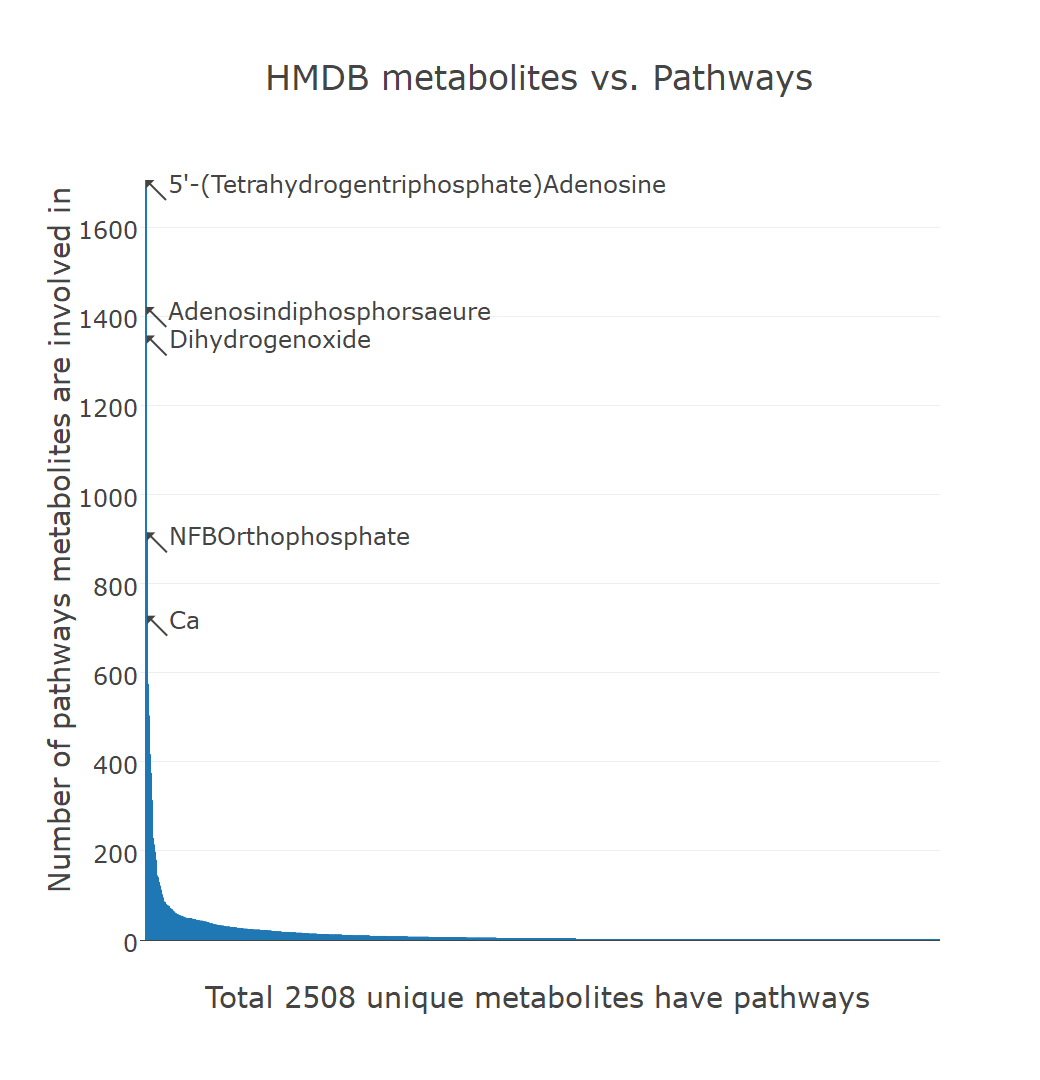 HMDB metabolites vs. Pathways
Number of pathways metabolites are involved in
5'-(Tetrahydrogentriphosphate)Adenosine
1600
Adenosindiphosphorsaeure
1400
Dihydrogenoxide
1200
1000
NFBOrthophosphate
800
Ca
600
400
200
0
Total 2508 unique metabolites have pathways